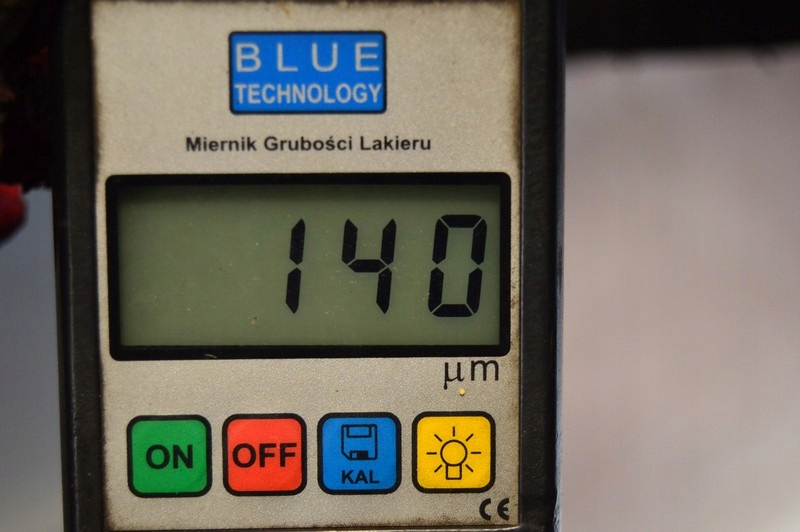 BLUE
TECHNOLOGY
Miernik Grubości Lakieru
140
µm
ON OFF KAL
CE